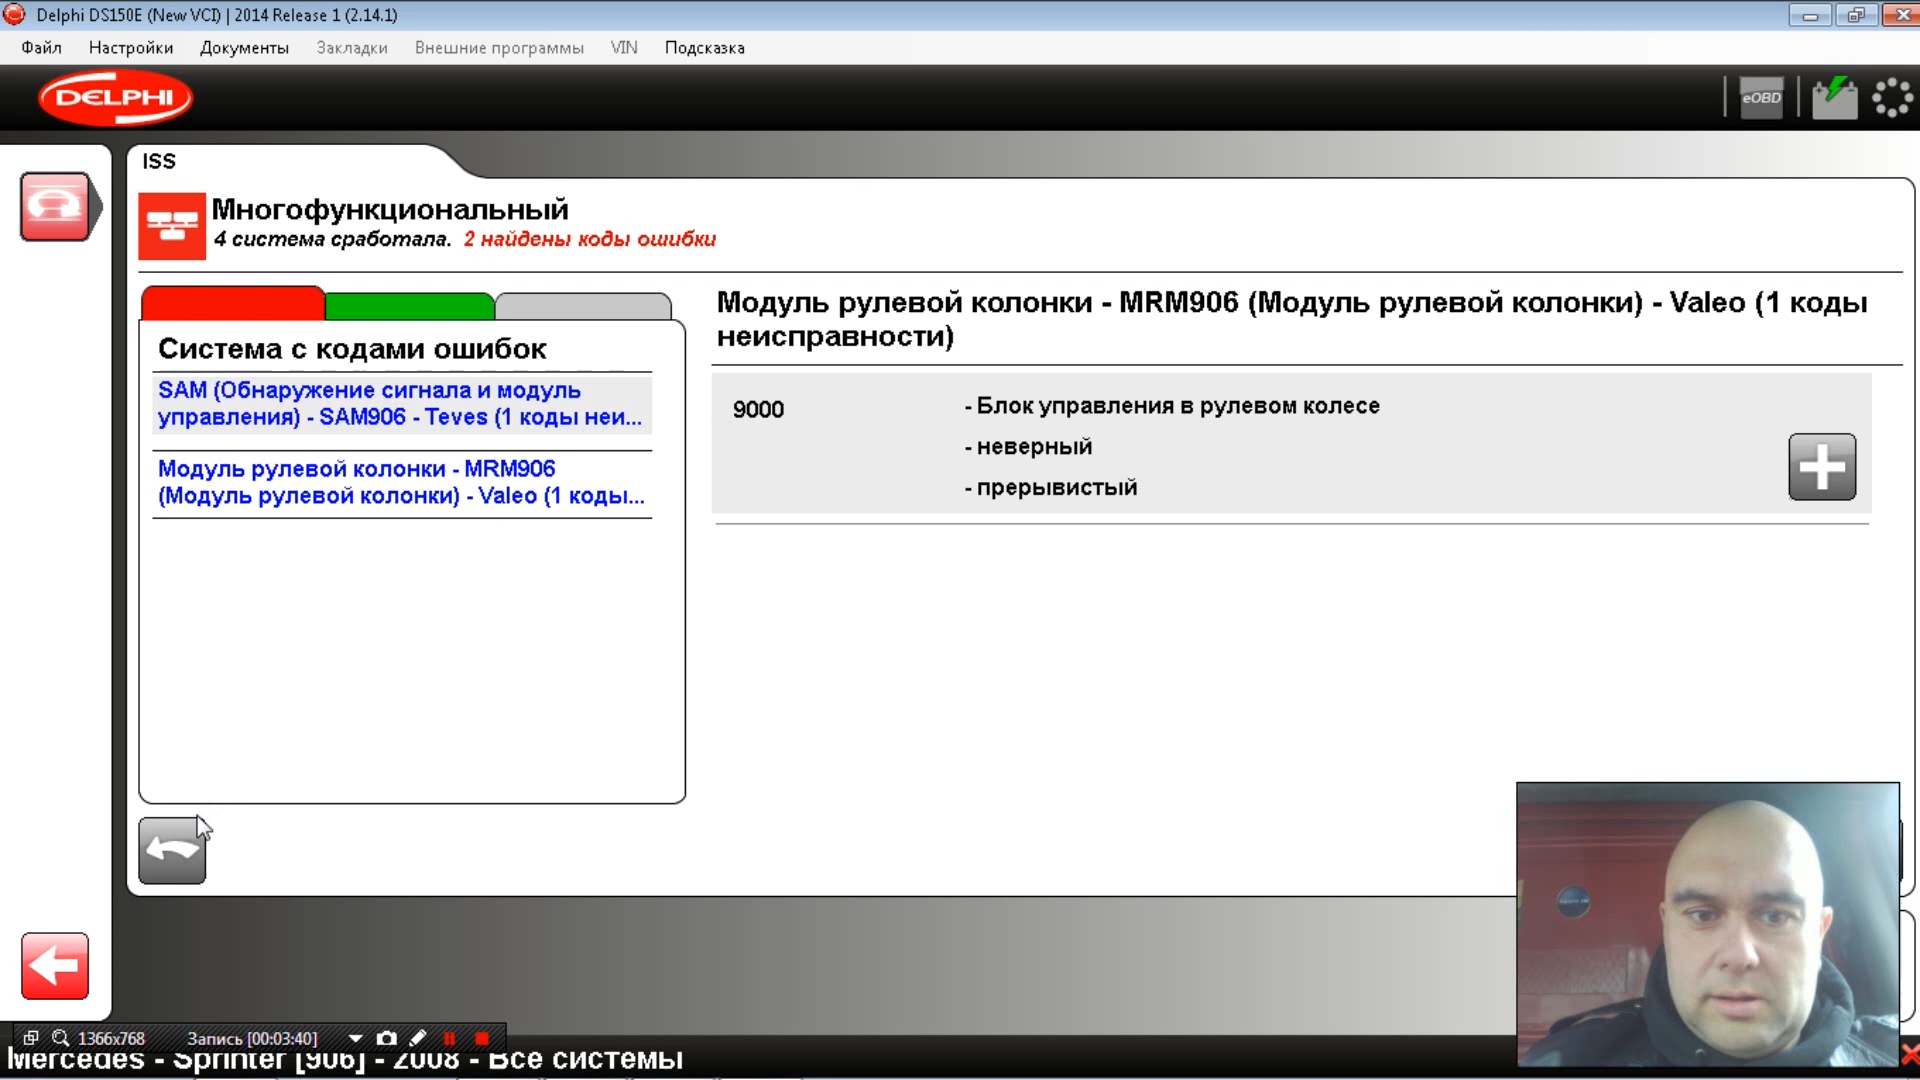 Delphi DS150E (New VCI) | 2014 Release 1 (2.14.1)
Файл Настройки Документы Закладки Внешние программы VIN Подсказка
DELPHI
eOBD
ISS
Многофункциональный
4 система сработала. 2 найдены коды ошибки
Система с кодами ошибок
SAM (Обнаружение сигнала и модуль
управления) - SAM906 - Teves (1 коды неи...
Модуль рулевой колонки - MRM906
(Модуль рулевой колонки) - Valeo (1 коды...
Модуль рулевой колонки - MRM906 (Модуль рулевой колонки) - Valeo (1 коды
неисправности)
9000
- Блок управления в рулевом колесе
- неверный
- прерывистый
1366x768 Запись [00:03:40]
Mercedes - Sprinter [906] - 2008 - Все системы